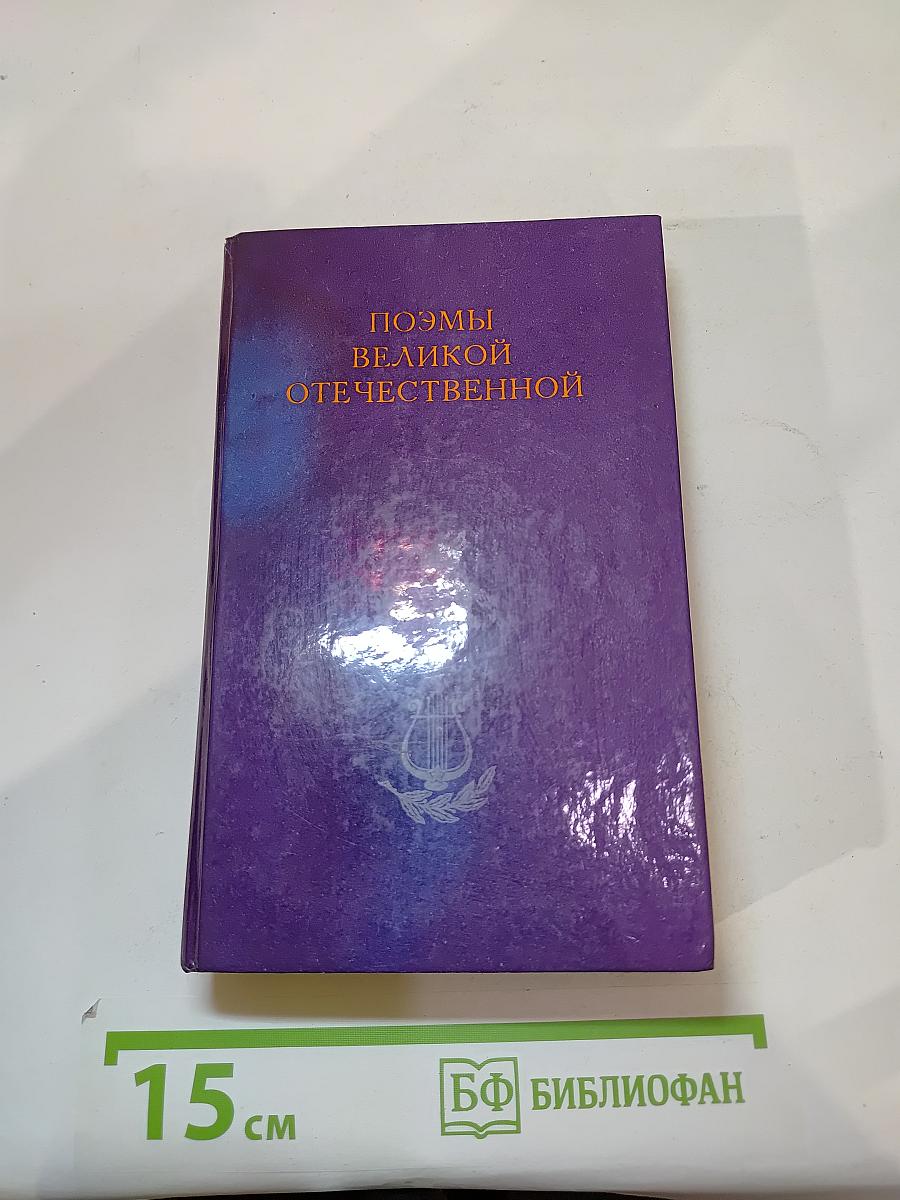 ПОЭМЫ
ВЕЛИКОЙ
ОТЕЧЕСТВЕННОЙ
15 см
БФ БИБЛИОФАН